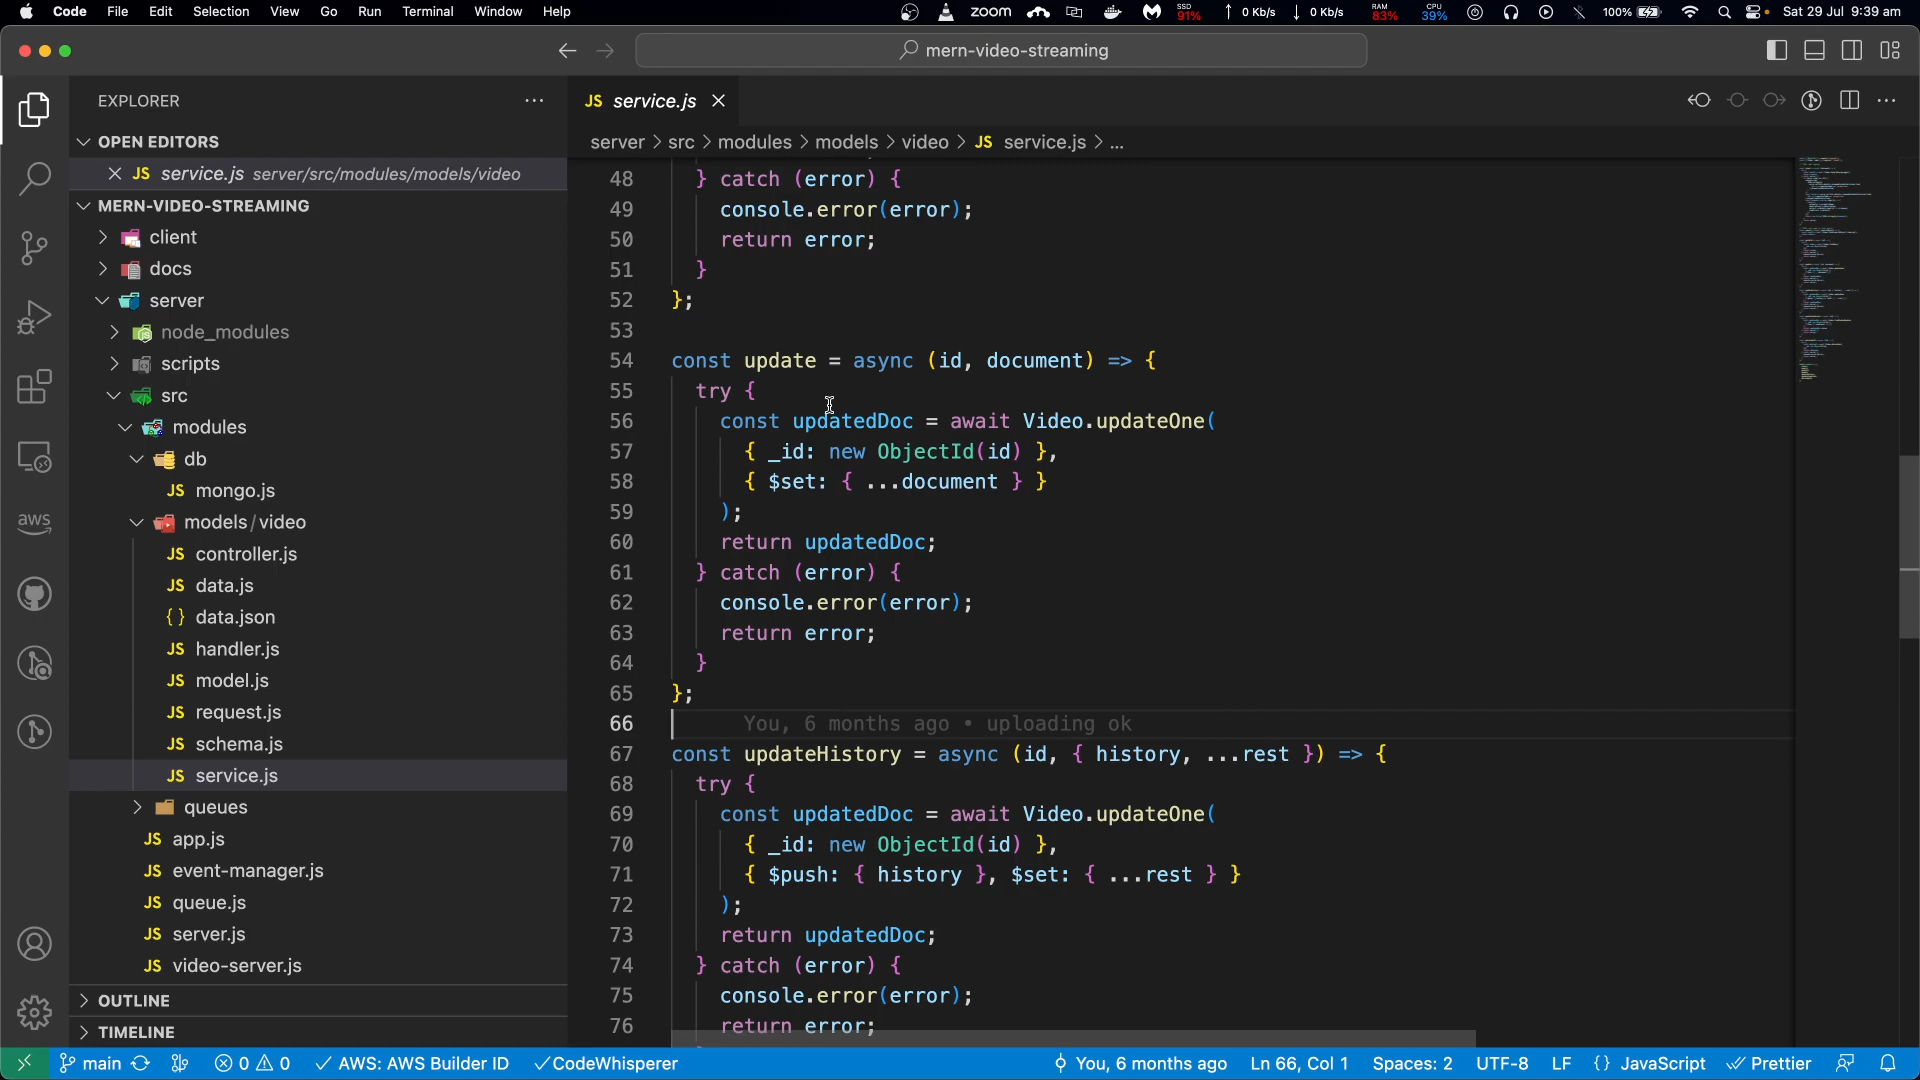 Code File Edit Selection View Go Run Terminal Window Help zoom SSD 91% ↑ 0 Kb/s ↓ 0 Kb/s RAM 83% CPU 39% 100% Sat 29 Jul 9:39 am
mern-video-streaming
EXPLORER
JS service.js
OPEN EDITORS
server > src > modules > models > video > JS service.js > ...
JS service.js server/src/modules/models/video
MERN-VIDEO-STREAMING
client
docs
server
node_modules
scripts
src
modules
db
JS mongo.js
models/video
JS controller.js
JS data.js
{} data.json
JS handler.js
JS model.js
JS request.js
JS schema.js
JS service.js
queues
JS app.js
JS event-manager.js
JS queue.js
JS server.js
JS video-server.js
OUTLINE
TIMELINE
48 } catch (error) {
49 console.error(error);
50 return error;
51 }
52 };
53
54 const update = async (id, document) => {
55 try {
56 const updatedDoc = await Video.updateOne(
57 { _id: new ObjectId(id) },
58 { $set: { ...document } }
59 );
60 return updatedDoc;
61 } catch (error) {
62 console.error(error);
63 return error;
64 }
65 };
66 You, 6 months ago • uploading ok
67 const updateHistory = async (id, { history, ...rest }) => {
68 try {
69 const updatedDoc = await Video.updateOne(
70 { _id: new ObjectId(id) },
71 { $push: { history }, $set: { ...rest } }
72 );
73 return updatedDoc;
74 } catch (error) {
75 console.error(error);
76 return error;
main 0 0 AWS: AWS Builder ID CodeWhisperer You, 6 months ago Ln 66, Col 1 Spaces: 2 UTF-8 LF {} JavaScript Prettier